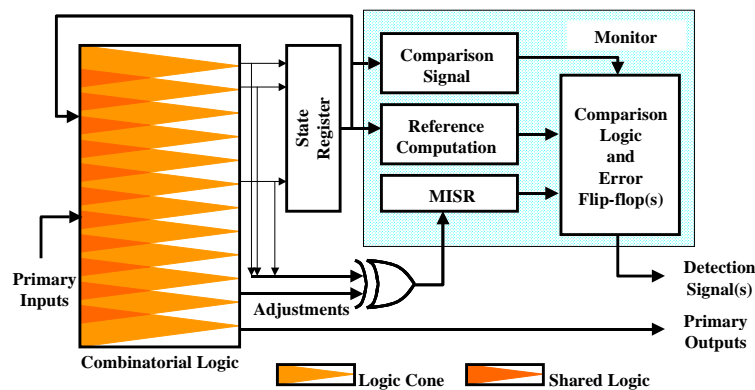 Monitor
Comparison
Signal
State
Register
Reference
Computation
Comparison
Logic
and
Error
Flip-flop(s)
MISR
Primary
Inputs
Adjustments
Detection
Signal(s)
Primary
Outputs
Combinatorial Logic
Logic Cone
Shared Logic